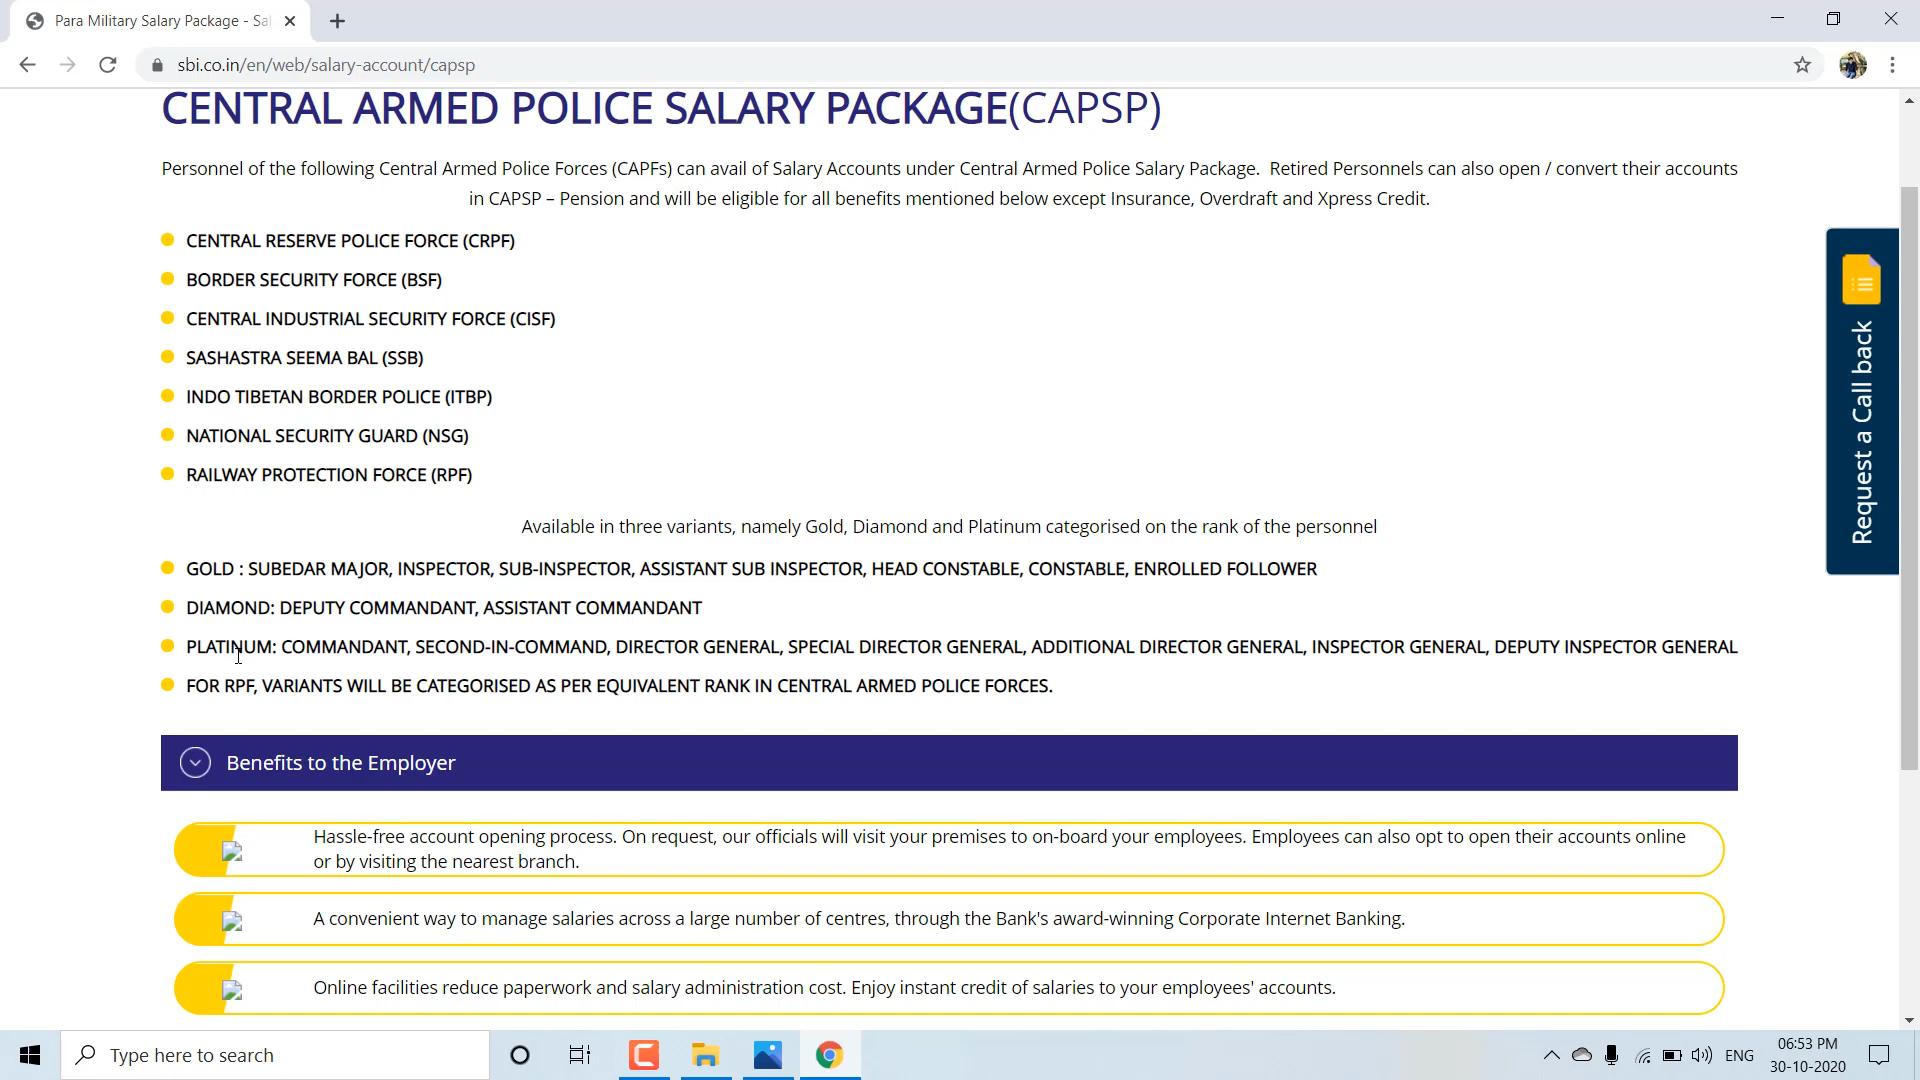 Para Military Salary Package - Sal
sbi.co.in/en/web/salary-account/capsp
CENTRAL ARMED POLICE SALARY PACKAGE(CAPSP)
Personnel of the following Central Armed Police Forces (CAPFs) can avail of Salary Accounts under Central Armed Police Salary Package.  Retired Personnels can also open / convert their accounts
in CAPSP – Pension and will be eligible for all benefits mentioned below except Insurance, Overdraft and Xpress Credit.
CENTRAL RESERVE POLICE FORCE (CRPF)
BORDER SECURITY FORCE (BSF)
CENTRAL INDUSTRIAL SECURITY FORCE (CISF)
SASHASTRA SEEMA BAL (SSB)
INDO TIBETAN BORDER POLICE (ITBP)
NATIONAL SECURITY GUARD (NSG)
RAILWAY PROTECTION FORCE (RPF)
Request a Call back
Available in three variants, namely Gold, Diamond and Platinum categorised on the rank of the personnel
GOLD : SUBEDAR MAJOR, INSPECTOR, SUB-INSPECTOR, ASSISTANT SUB INSPECTOR, HEAD CONSTABLE, CONSTABLE, ENROLLED FOLLOWER
DIAMOND: DEPUTY COMMANDANT, ASSISTANT COMMANDANT
PLATINUM: COMMANDANT, SECOND-IN-COMMAND, DIRECTOR GENERAL, SPECIAL DIRECTOR GENERAL, ADDITIONAL DIRECTOR GENERAL, INSPECTOR GENERAL, DEPUTY INSPECTOR GENERAL
FOR RPF, VARIANTS WILL BE CATEGORISED AS PER EQUIVALENT RANK IN CENTRAL ARMED POLICE FORCES.
Benefits to the Employer
Hassle-free account opening process. On request, our officials will visit your premises to on-board your employees. Employees can also opt to open their accounts online
or by visiting the nearest branch.
A convenient way to manage salaries across a large number of centres, through the Bank's award-winning Corporate Internet Banking.
Online facilities reduce paperwork and salary administration cost. Enjoy instant credit of salaries to your employees' accounts.
Type here to search
ENG
06:53 PM
30-10-2020